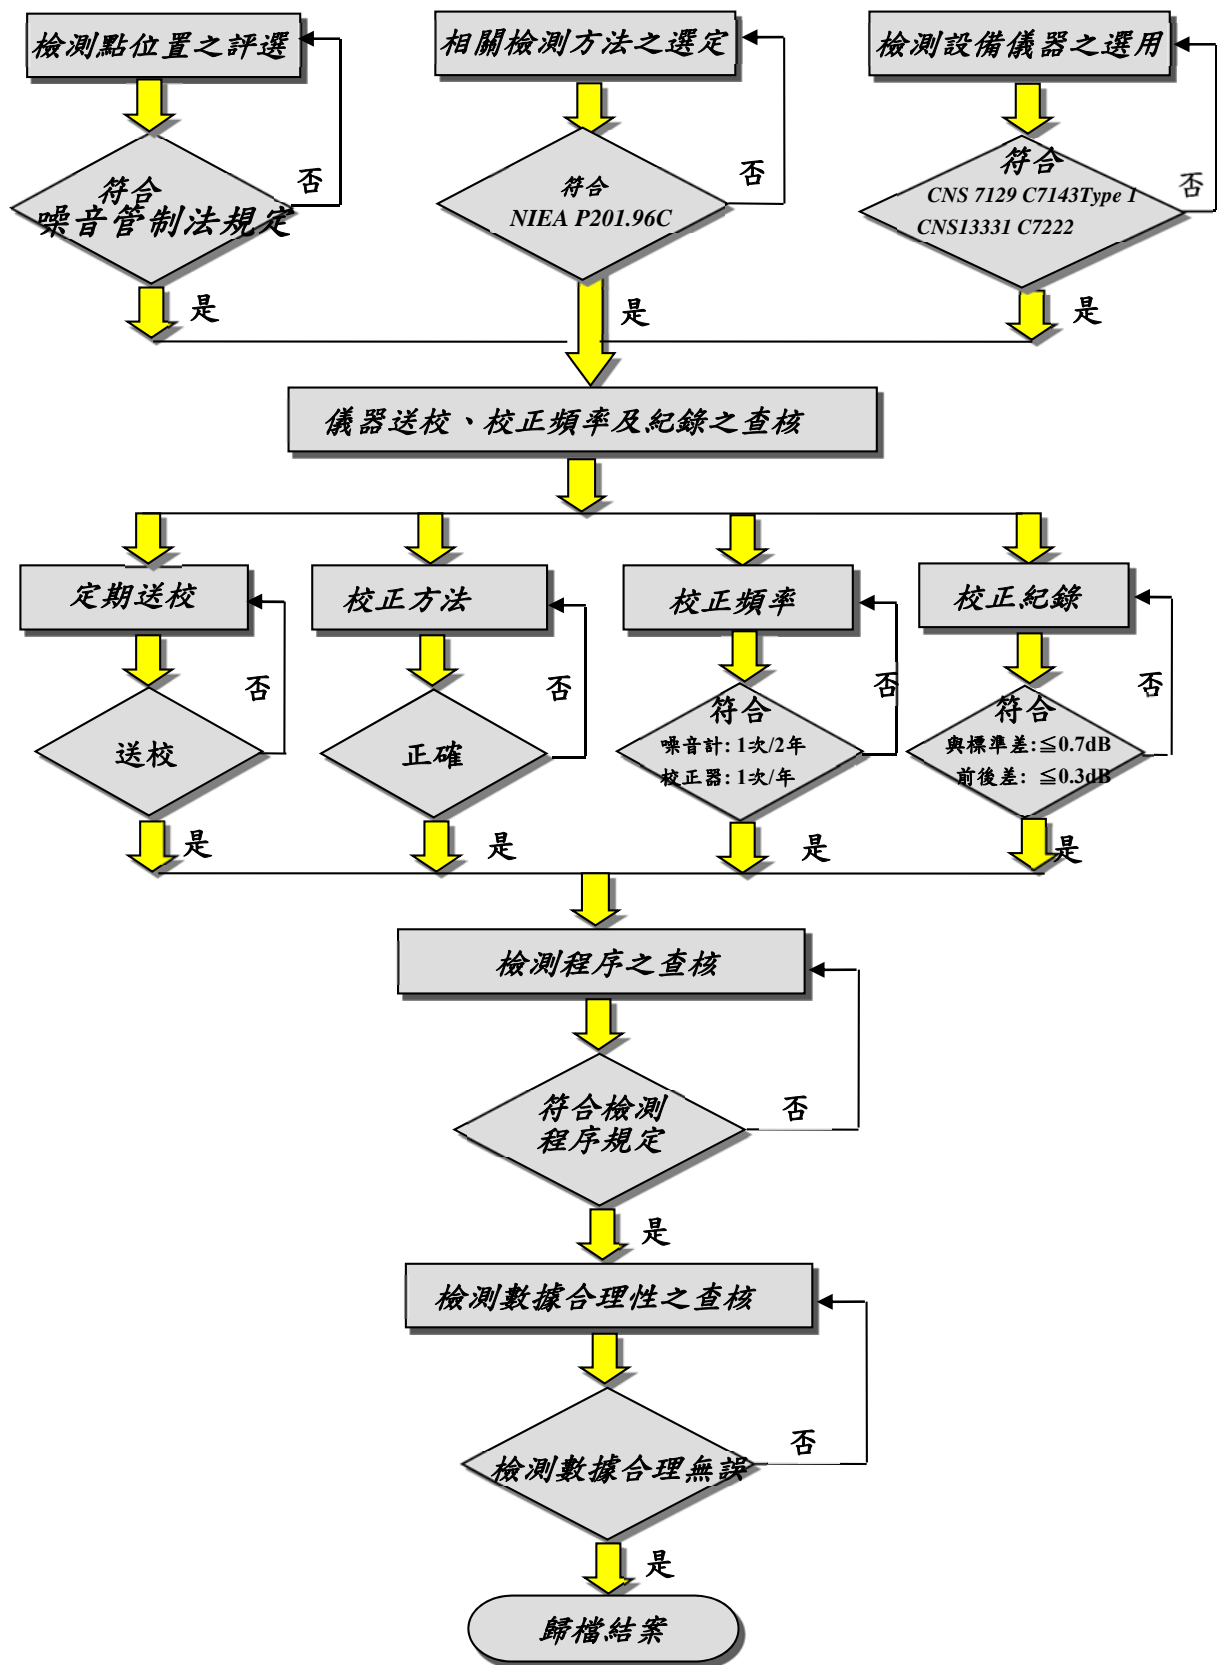 檢測點位置之評選
相關檢測方法之選定
檢測設備儀器之選用
符合
噪音管制法規定
否
符合
NIEA P201.96C
否
符合
CNS 7129 C7143Type 1
CNS13331 C7222
否
是
是
是
儀器送校、校正頻率及紀錄之查核
定期送校
校正方法
校正頻率
校正紀錄
送校
否
正確
否
符合
噪音計: 1次/2年
校正器: 1次/年
否
符合
與標準差:≦0.7dB
前後差: ≦0.3dB
否
是
是
是
是
檢測程序之查核
符合檢測
程序規定
否
是
檢測數據合理性之查核
檢測數據合理無誤
否
是
歸檔結案